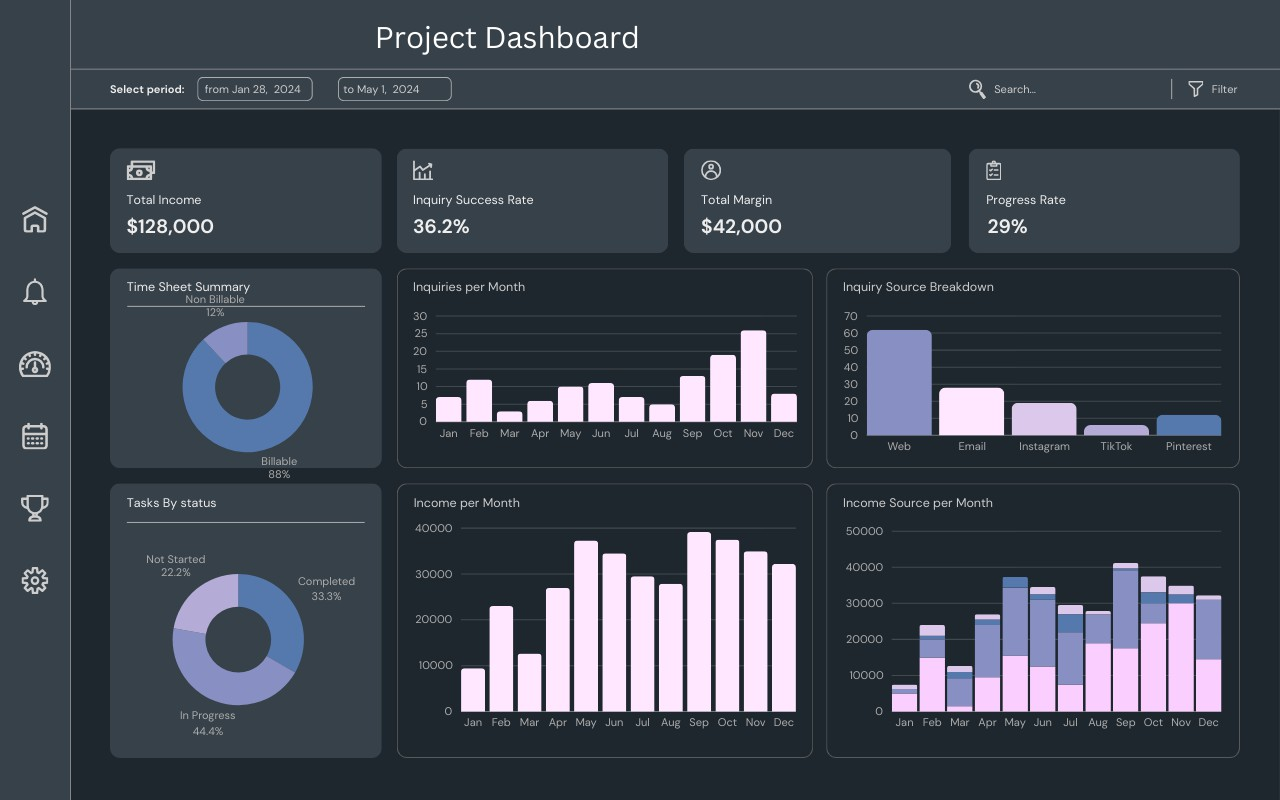 Project Dashboard
Select period:
from Jan 28, 2024
to May 1, 2024
Search...
Filter
Total Income
$128,000
Inquiry Success Rate
36.2%
Total Margin
$42,000
Progress Rate
29%
Time Sheet Summary
Non Billable
12%
Billable
88%
Inquiries per Month
30
25
20
15
10
5
0
Jan Feb Mar Apr May Jun Jul Aug Sep Oct Nov Dec
Inquiry Source Breakdown
70
60
50
40
30
20
10
0
Web Email Instagram TikTok Pinterest
Tasks By status
Not Started
22.2%
Completed
33.3%
In Progress
44.4%
Income per Month
40000
30000
20000
10000
0
Jan Feb Mar Apr May Jun Jul Aug Sep Oct Nov Dec
Income Source per Month
50000
40000
30000
20000
10000
0
Jan Feb Mar Apr May Jun Jul Aug Sep Oct Nov Dec